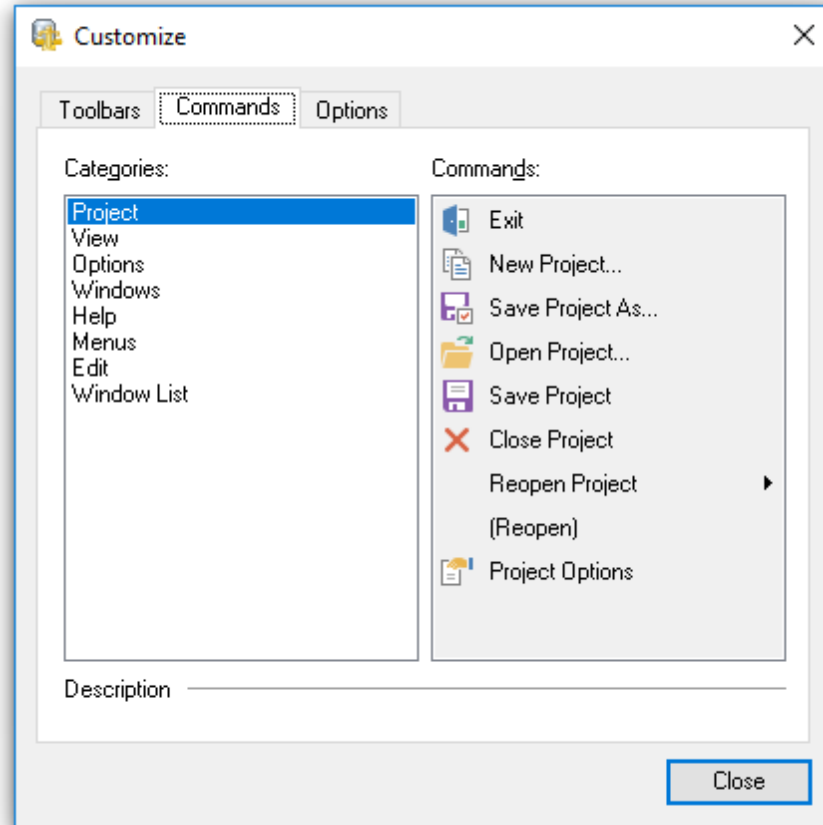 Customize
Toolbars Commands Options
Categories:
Project
View
Options
Windows
Help
Menus
Edit
Window List
Commands:
Exit
New Project...
Save Project As...
Open Project...
Save Project
Close Project
Reopen Project
(Reopen)
Project Options
Description
Close